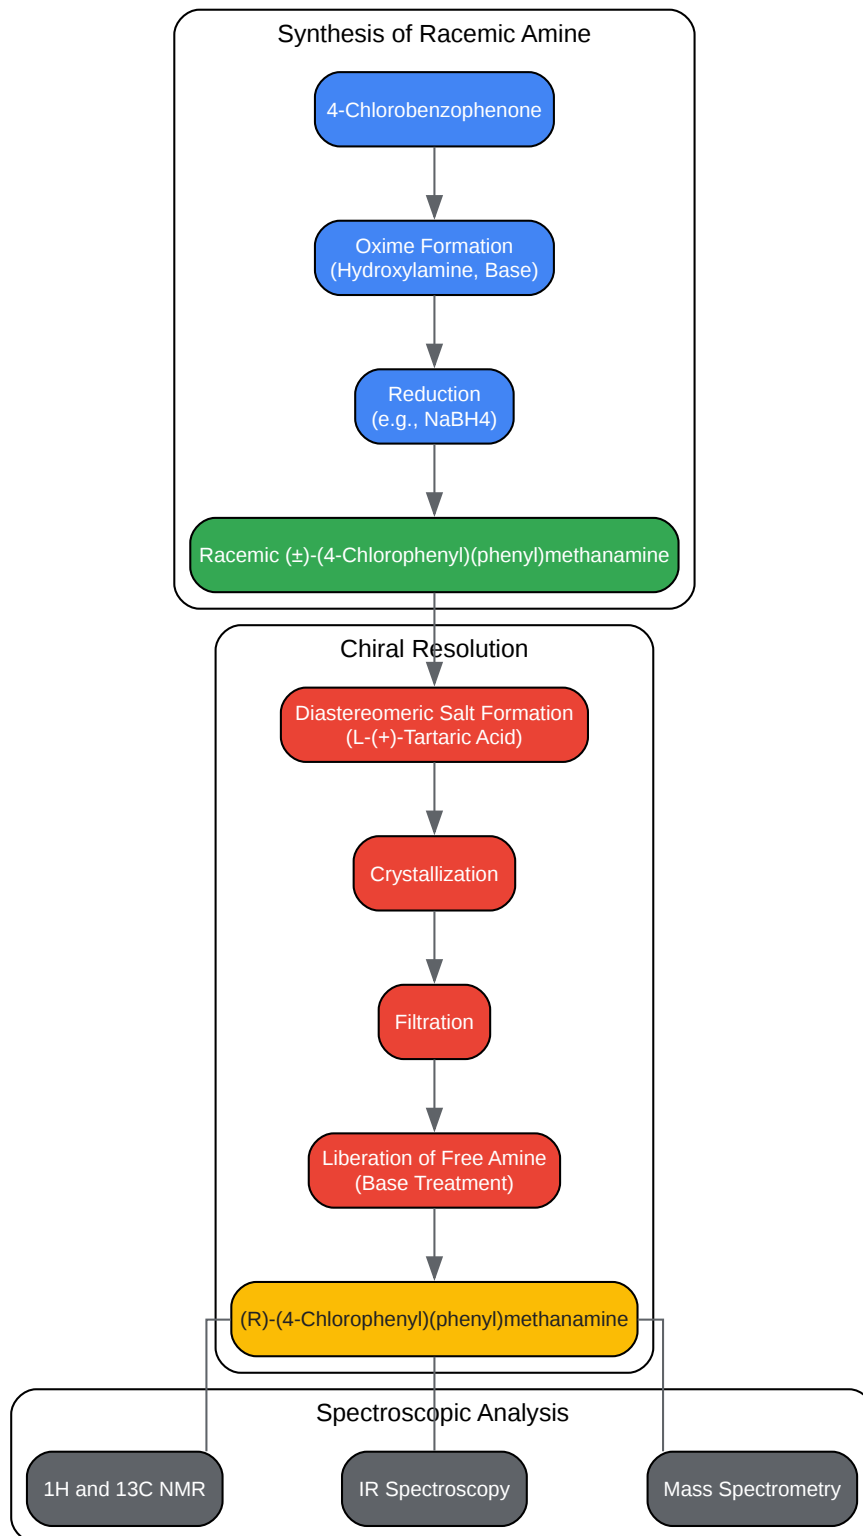 Synthesis of Racemic Amine
4-Chlorobenzophenone
Oxime Formation
(Hydroxylamine, Base)
Reduction
(e.g., NaBH4)
Racemic (±)-(4-Chlorophenyl)(phenyl)methanamine
Chiral Resolution
Diastereomeric Salt Formation
(L-(+)-Tartaric Acid)
Crystallization
Filtration
Liberation of Free Amine
(Base Treatment)
(R)-(4-Chlorophenyl)(phenyl)methanamine
Spectroscopic Analysis
1H and 13C NMR
IR Spectroscopy
Mass Spectrometry